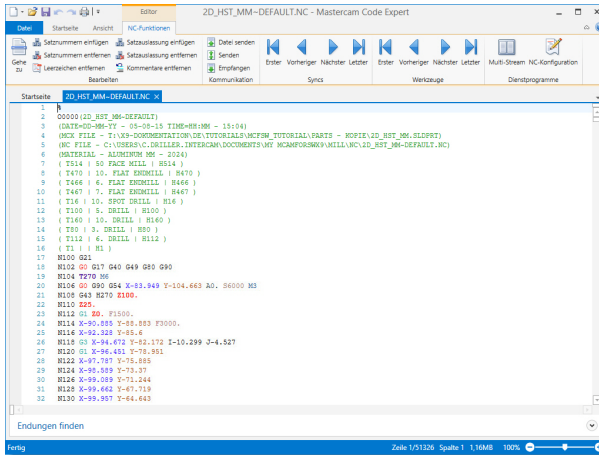 Editor
2D_HST_MM~DEFAULT.NC - Mastercam Code Expert
Datei Startseite Ansicht NC-Funktionen
Gehe zu
Satznummern einfügen Satzauslassung einfügen
Satznummern entfernen Satzauslassung entfernen
Leerzeichen entfernen Kommentare entfernen
Bearbeiten
Datei senden
Senden
Empfangen
Kommunikation
Erster Vorheriger Nächster Letzter
Syncs
Erster Vorheriger Nächster Letzter
Werkzeuge
Multi-Stream NC-Konfiguration
Dienstprogramme
Startseite 2D_HST_MM~DEFAULT.NC ×
1 %
2 O0000(2D_HST_MM-DEFAULT)
3 (DATE=DD-MM-YY - 05-08-15 TIME=HH:MM - 15:04)
4 (MCX FILE - T:\X9-DOKUMENTATION\DE\TUTORIALS\MCFSW_TUTORIAL\PARTS - KOPIE\2D_HST_MM.SLDPRT)
5 (NC FILE - C:\USERS\C.DRILLER.INTERCAM\DOCUMENTS\MY MCAMFORSWX9\MILL\NC\2D_HST_MM-DEFAULT.NC)
6 (MATERIAL - ALUMINUM MM - 2024)
7 ( T514 | 50 FACE MILL | H514 )
8 ( T470 | 10. FLAT ENDMILL | H470 )
9 ( T466 | 6. FLAT ENDMILL | H466 )
10 ( T467 | 7. FLAT ENDMILL | H467 )
11 ( T16 | 10. SPOT DRILL | H16 )
12 ( T100 | 5. DRILL | H100 )
13 ( T160 | 10. DRILL | H160 )
14 ( T80 | 3. DRILL | H80 )
15 ( T112 | 6. DRILL | H112 )
16 ( T1 | | H1 )
17 N100 G21
18 N102 G0 G17 G40 G49 G80 G90
19 N104 T270 M6
20 N106 G0 G90 G54 X-83.949 Y-104.663 A0. S6000 M3
21 N108 G43 H270 Z100.
22 N110 Z25.
23 N112 G1 Z0. F1500.
24 N114 X-90.885 Y-88.883 F3000.
25 N116 X-92.328 Y-85.6
26 N118 G3 X-94.672 Y-82.172 I-10.299 J-4.527
27 N120 G1 X-96.451 Y-78.951
28 N122 X-97.787 Y-75.885
29 N124 X-98.589 Y-73.37
30 N126 X-99.089 Y-71.244
31 N128 X-99.662 Y-67.719
32 N130 X-99.957 Y-64.643
Endungen finden
Fertig
Zeile 1/51326 Spalte 1 1,16MB 100%